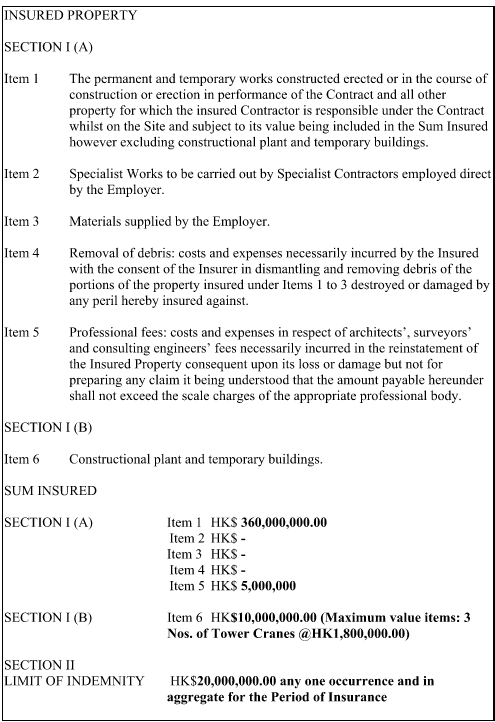 INSURED PROPERTY
SECTION I (A)
Item 1 The permanent and temporary works constructed erected or in the course of
construction or erection in performance of the Contract and all other
property for which the insured Contractor is responsible under the Contract
whilst on the Site and subject to its value being included in the Sum Insured
however excluding constructional plant and temporary buildings.
Item 2 Specialist Works to be carried out by Specialist Contractors employed direct
by the Employer.
Item 3 Materials supplied by the Employer.
Item 4 Removal of debris: costs and expenses necessarily incurred by the Insured
with the consent of the Insurer in dismantling and removing debris of the
portions of the property insured under Items 1 to 3 destroyed or damaged by
any peril hereby insured against.
Item 5 Professional fees: costs and expenses in respect of architects', surveyors'
and consulting engineers' fees necessarily incurred in the reinstatement of
the Insured Property consequent upon its loss or damage but not for
preparing any claim it being understood that the amount payable hereunder
shall not exceed the scale charges of the appropriate professional body.
SECTION I (B)
Item 6 Constructional plant and temporary buildings.
SUM INSURED
SECTION I (A) Item 1 HK$ 360,000,000.00
Item 2 HK$ -
Item 3 HK$ -
Item 4 HK$ -
Item 5 HK$ 5,000,000
SECTION I (B) Item 6 HK$10,000,000.00 (Maximum value items: 3
Nos. of Tower Cranes @HK1,800,000.00)
SECTION II
LIMIT OF INDEMNITY HK$20,000,000.00 any one occurrence and in
aggregate for the Period of Insurance